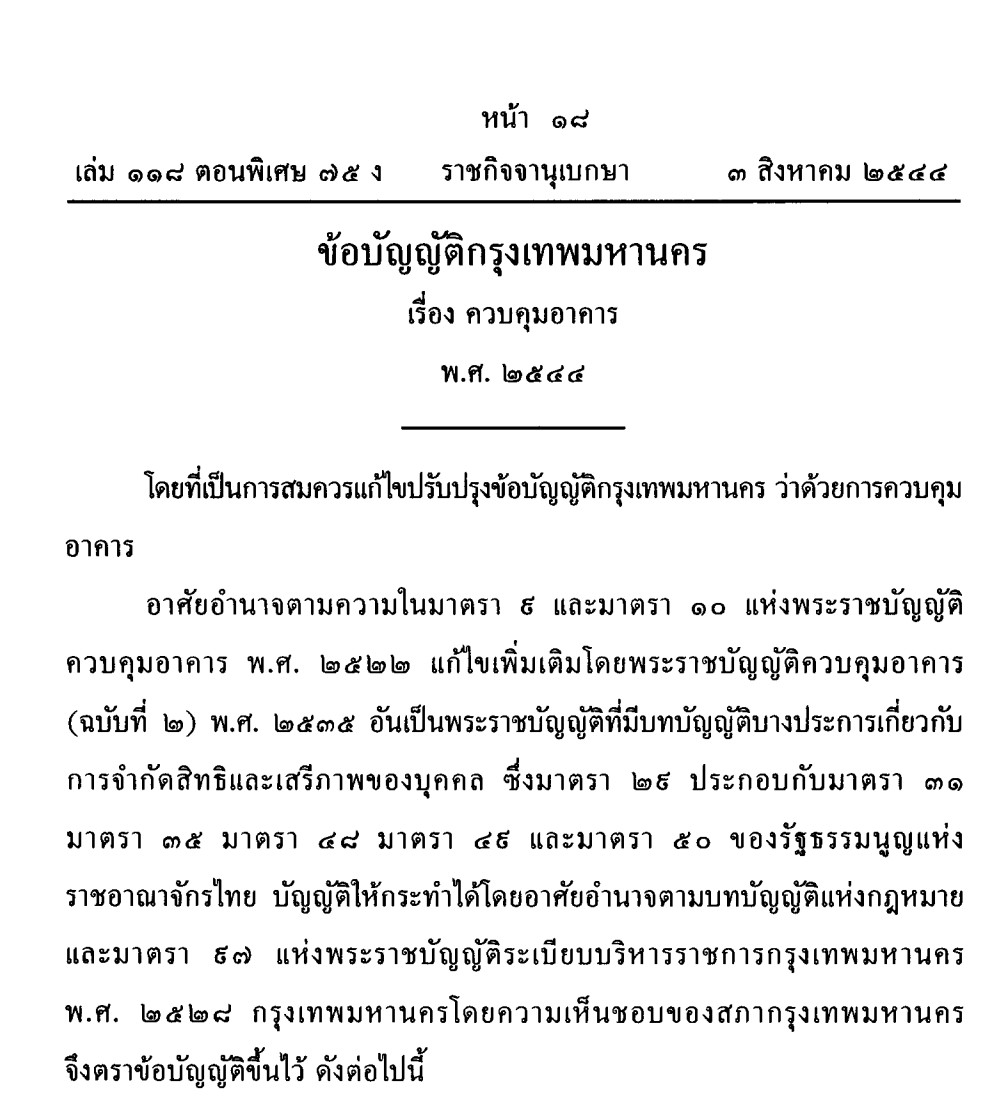 หน้า ๑๘
เล่ม ๑๑๘ ตอนพิเศษ ๗๕ ง ราชกิจจานุเบกษา ๓ สิงหาคม ๒๕๔๔
ข้อบัญญัติกรุงเทพมหานคร
เรื่อง ควบคุมอาคาร
พ.ศ. ๒๕๔๔
โดยที่เป็นการสมควรแก้ไขปรับปรุงข้อบัญญัติกรุงเทพมหานคร ว่าด้วยการควบคุม
อาคาร
อาศัยอำนาจตามความในมาตรา ๙ และมาตรา ๑๐ แห่งพระราชบัญญัติ
ควบคุมอาคาร พ.ศ. ๒๕๒๒ แก้ไขเพิ่มเติมโดยพระราชบัญญัติควบคุมอาคาร
(ฉบับที่ ๒) พ.ศ. ๒๕๓๕ อันเป็นพระราชบัญญัติที่มีบทบัญญัติบางประการเกี่ยวกับ
การจำกัดสิทธิและเสรีภาพของบุคคล ซึ่งมาตรา ๒๙ ประกอบกับมาตรา ๓๑
มาตรา ๓๕ มาตรา ๔๘ มาตรา ๔๙ และมาตรา ๕๐ ของรัฐธรรมนูญแห่ง
ราชอาณาจักรไทย บัญญัติให้กระทำได้โดยอาศัยอำนาจตามบทบัญญัติแห่งกฎหมาย
และมาตรา ๙๗ แห่งพระราชบัญญัติระเบียบบริหารราชการกรุงเทพมหานคร
พ.ศ. ๒๕๒๘ กรุงเทพมหานครโดยความเห็นชอบของสภากรุงเทพมหานคร
จึงตราข้อบัญญัติขึ้นไว้ ดังต่อไปนี้